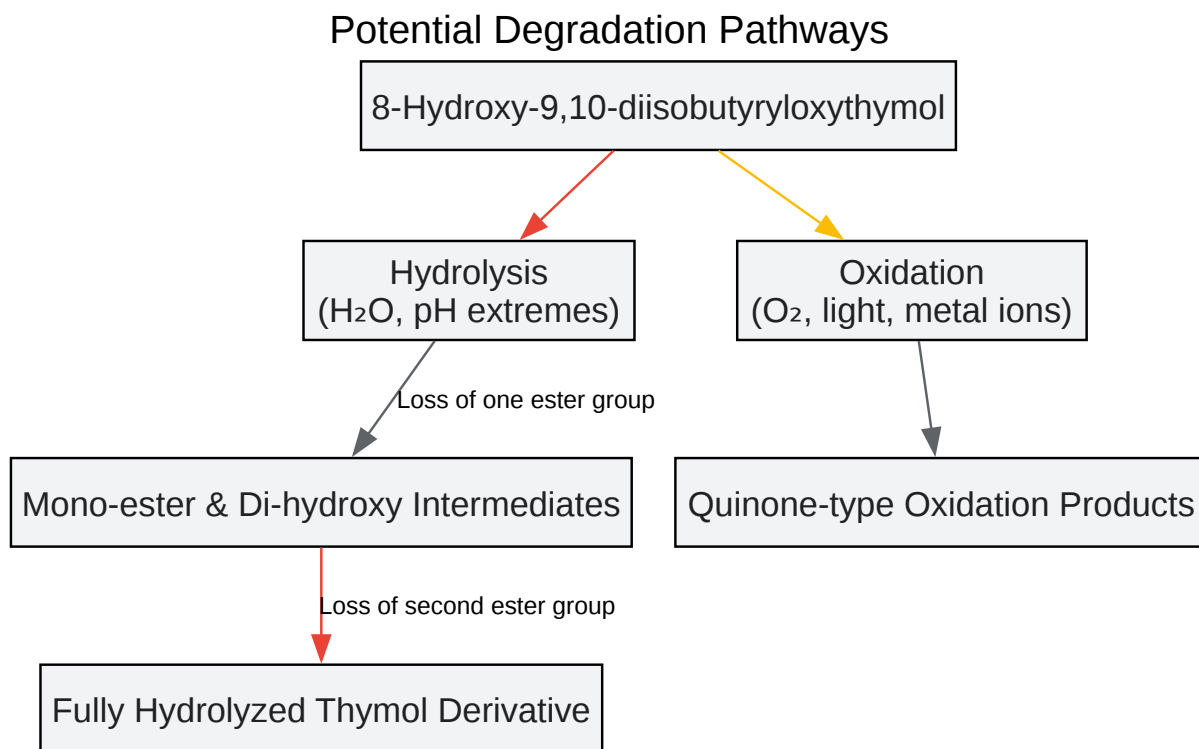 Potential Degradation Pathways
8-Hydroxy-9,10-diisobutyryloxythymol
Hydrolysis
(H₂O, pH extremes)
Oxidation
(O₂, light, metal ions)
Loss of one ester group
Mono-ester & Di-hydroxy Intermediates
Quinone-type Oxidation Products
Loss of second ester group
Fully Hydrolyzed Thymol Derivative